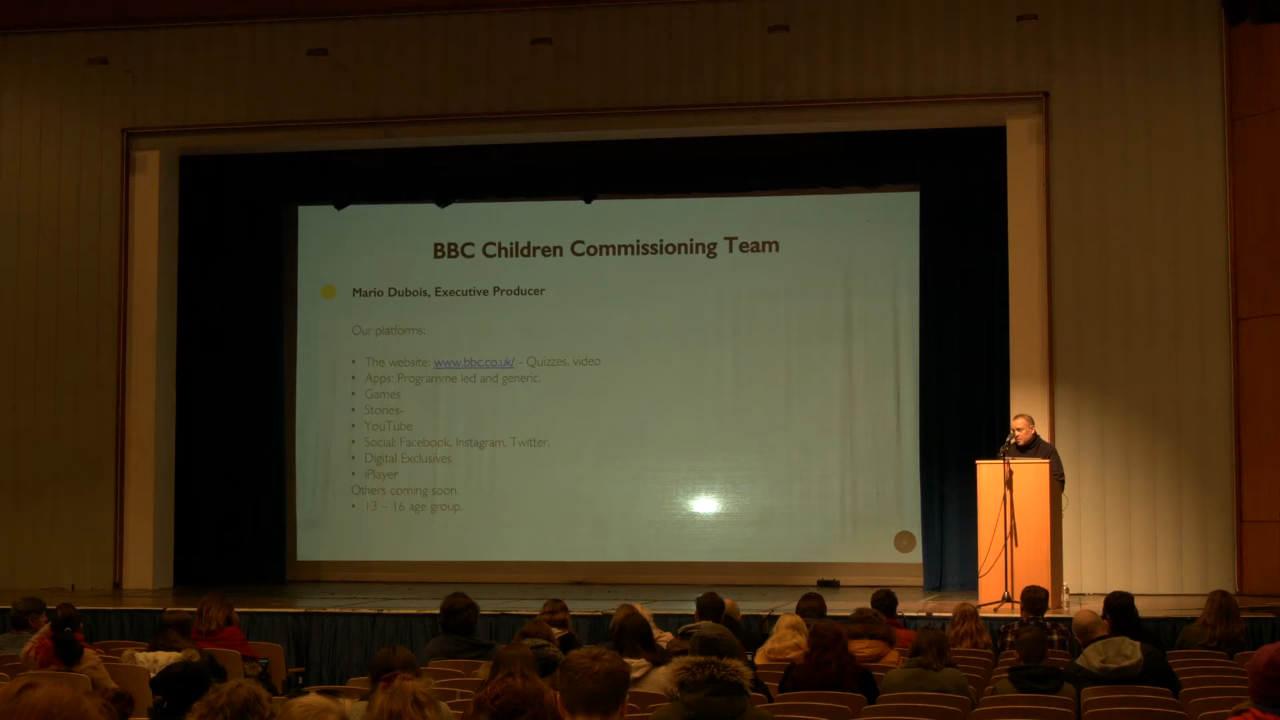 BBC Children Commissioning Team
Mario Dubois, Executive Producer
Our platforms:
• The website: www.bbc.co.uk/ - Quizzes, video
• Apps: Programme led and generic.
• Games
• Stories-
• YouTube
• Social: Facebook, Instagram, Twitter.
• Digital Exclusives
• iPlayer
Others coming soon.
• 13 – 16 age group.